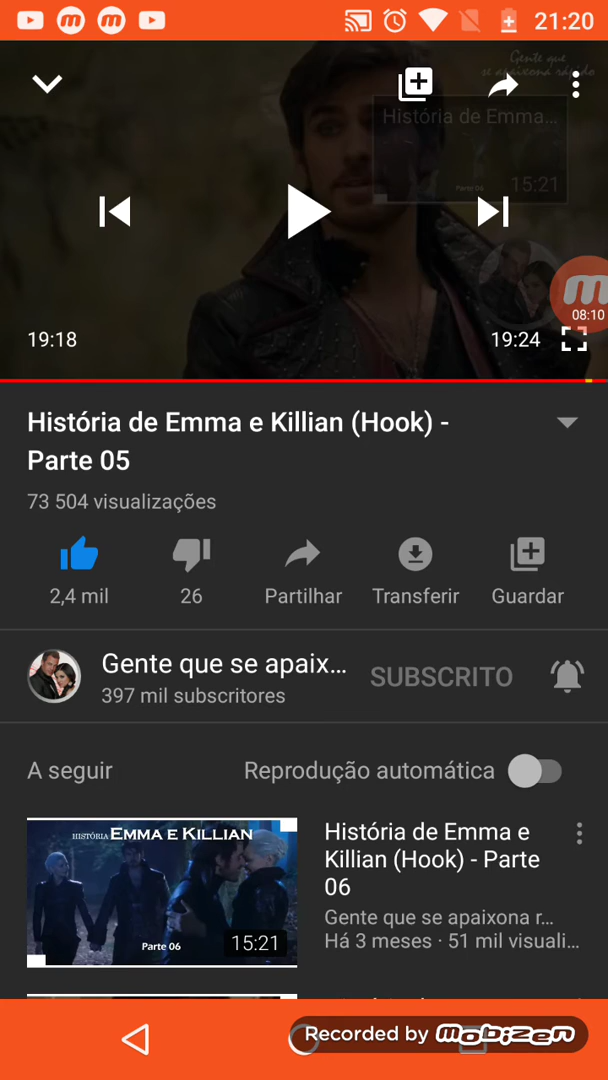 21:20
Gente que
se apaixona rápido
História de Emma...
Parte 04
15:21
08:10
19:18
19:24
História de Emma e Killian (Hook) -
Parte 05
73 504 visualizações
2,4 mil
26
Partilhar
Transferir
Guardar
Gente que se apaix...
397 mil subscritores
SUBSCRITO
A seguir
Reprodução automática
HISTÓRIA EMMA E KILLIAN
Parte 06
15:21
História de Emma e
Killian (Hook) - Parte
06
Gente que se apaixona r...
Há 3 meses · 51 mil visuali...
Recorded by mobizen